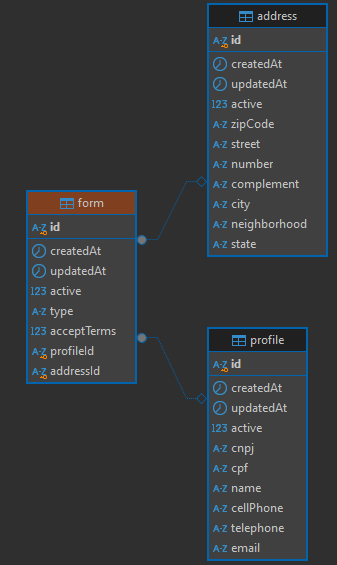 address
A-Z id
createdAt
updatedAt
123 active
A-Z zipCode
A-Z street
A-Z number
A-Z complement
A-Z city
A-Z neighborhood
A-Z state
form
A-Z id
createdAt
updatedAt
123 active
A-Z type
123 acceptTerms
A-Z profileId
A-Z addressId
profile
A-Z id
createdAt
updatedAt
123 active
A-Z cnpj
A-Z cpf
A-Z name
A-Z cellPhone
A-Z telephone
A-Z email